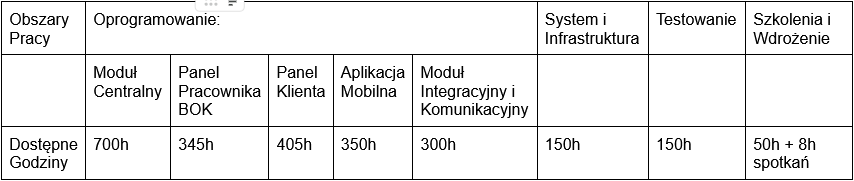 Obszary
Pracy
Oprogramowanie:
System i
Infrastruktura
Testowanie
Szkolenia i
Wdrożenie
Moduł
Centralny
Panel
Pracownika
BOK
Panel
Klienta
Aplikacja
Mobilna
Moduł
Integracyjny i
Komunikacyjny
Dostępne
Godziny
700h
345h
405h
350h
300h
150h
150h
50h + 8h
spotkań